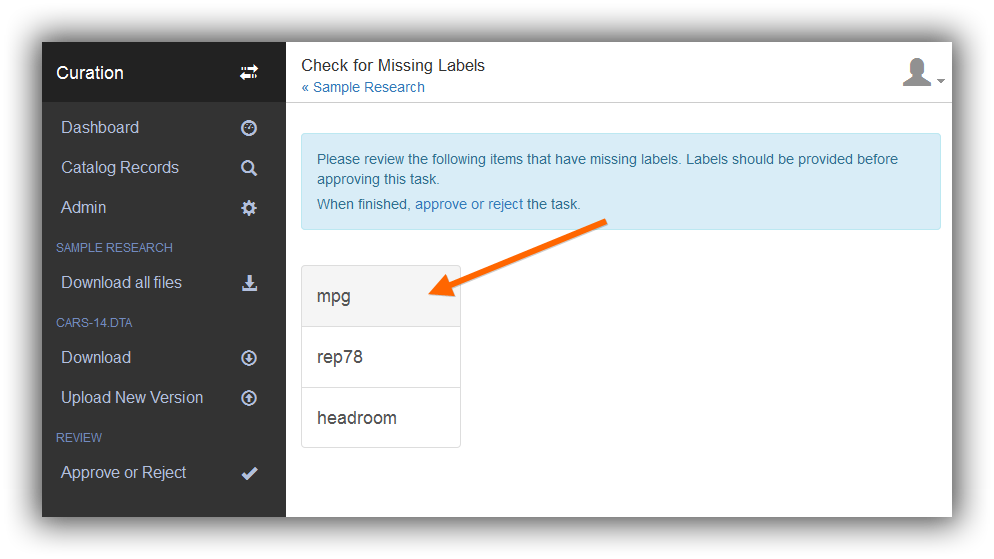 Curation
Dashboard
Catalog Records
Admin
SAMPLE RESEARCH
Download all files
CARS-14.DTA
Download
Upload New Version
REVIEW
Approve or Reject
Check for Missing Labels
« Sample Research
Please review the following items that have missing labels. Labels should be provided before
approving this task.
When finished, approve or reject the task.
mpg
rep78
headroom